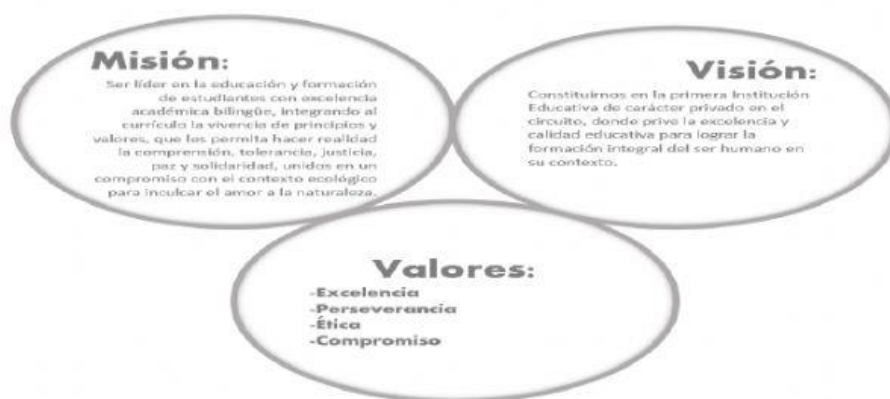 Misión:
Ser líder en la educación y formación
de estudiantes con excelencia
académica bilingüe, integrando al
currículo la vivencia de principios y
valores, que les permita hacer realidad
la comprensión, tolerancia, justicia,
paz y solidaridad, unidos en un
compromiso con el contexto ecológico
para inculcar el amor a la naturaleza.
Visión:
Constituirnos en la primera Institución
Educativa de carácter privado en el
circuito, donde prive la excelencia y
calidad educativa para lograr la
formación integral del ser humano en
su contexto.
Valores:
-Excelencia
-Perseverancia
-Ética
-Compromiso